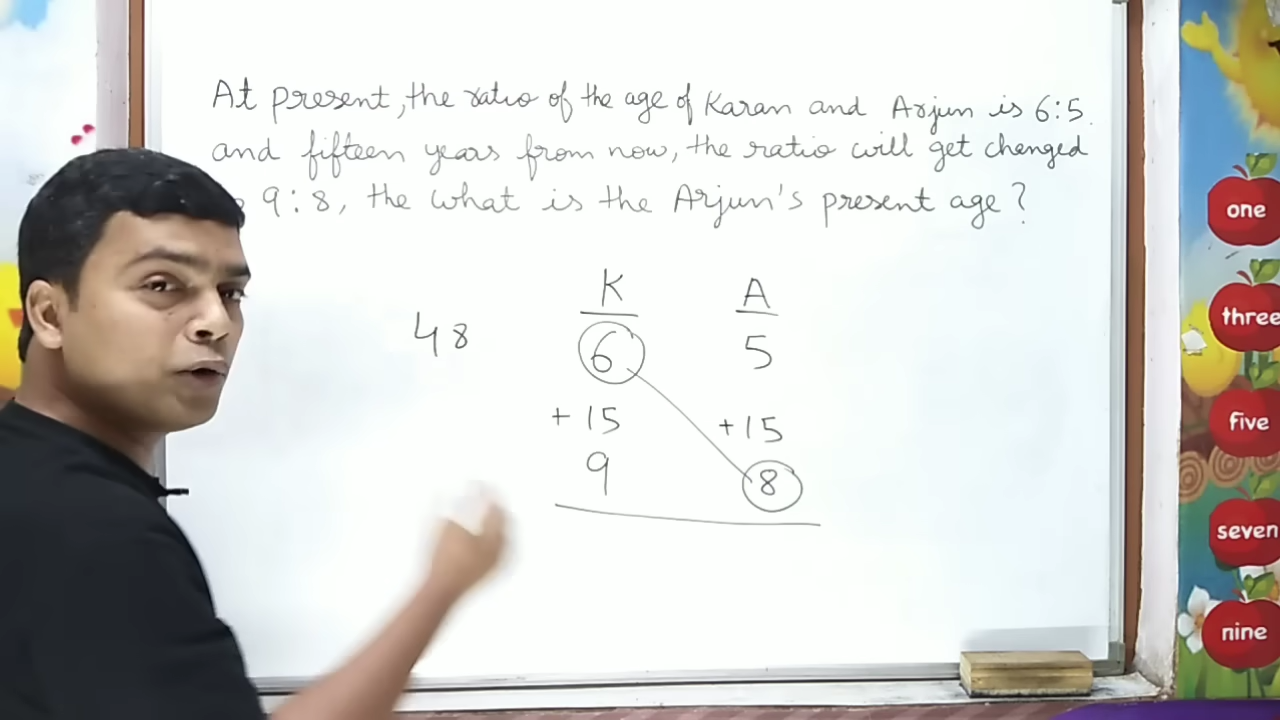 At present, the ratio of the age of Karan and Arjun is 6:5
and fifteen years from now, the ratio will get changed
9:8, the what is the Arjun's present age?
K A
48 6 5
+15 +15
9 8
one
three
five
seven
nine